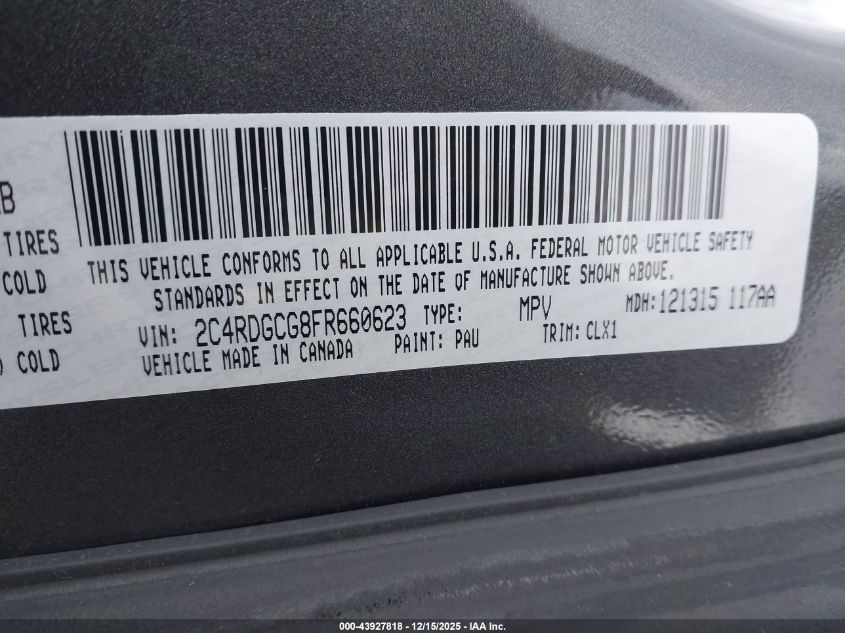 B
TIRES
COLD
TIRES
COLD
THIS VEHICLE CONFORMS TO ALL APPLICABLE U.S.A. FEDERAL MOTOR VEHICLE SAFETY
STANDARDS IN EFFECT ON THE DATE OF MANUFACTURE SHOWN ABOVE.
VIN: 2C4RDGCG8FR660623 TYPE: MPV MDH: 121315 117AA
VEHICLE MADE IN CANADA PAINT: PAU TRIM: CLX1
000-43927818 - 12/15/2025 - IAA Inc.